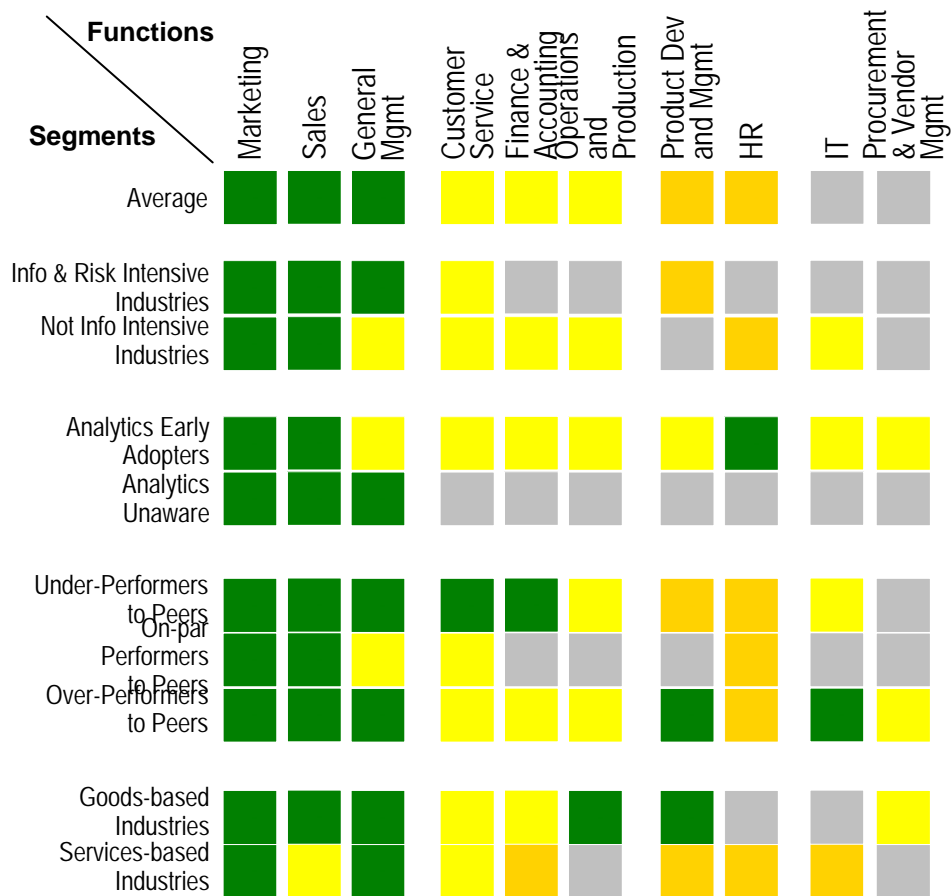 Functions
Segments
Marketing
Sales
General
Mgmt
Customer
Service
Finance &
Accounting
Operations
and
Production
Product Dev
and Mgmt
HR
IT
Procurement
& Vendor
Mgmt
Average
Info & Risk Intensive
Industries
Not Info Intensive
Industries
Analytics Early
Adopters
Analytics
Unaware
Under-Performers
to Peers
On-par
Performers
to Peers
Over-Performers
to Peers
Goods-based
Industries
Services-based
Industries